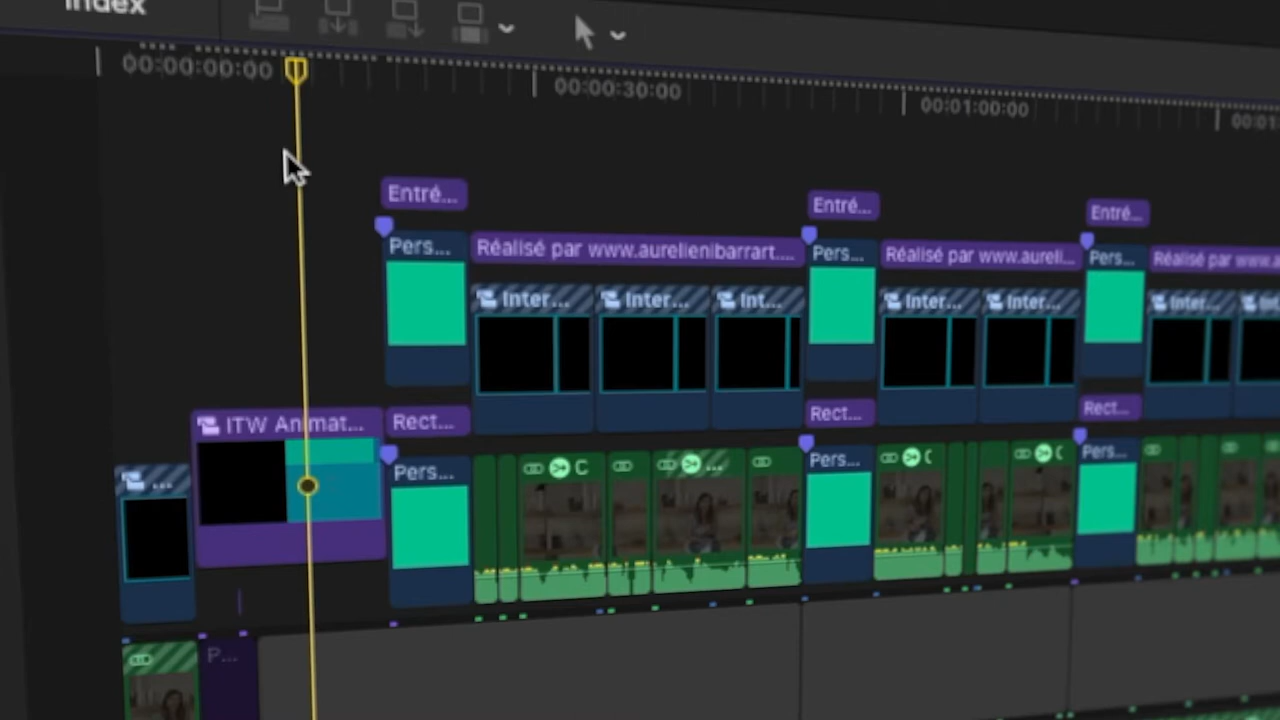 Index
00:00:00:00
00:00:30:00
00:01:00:00
00:01:
Entré...
Entré...
Entré...
Pers...
Réalisé par www.aurelienibarrart....
Pers...
Réalisé par www.aureli...
Pers...
Réalisé par www.a
Inter...
Inter...
Int...
Inter...
Inter...
Inter...
Int
ITW Animat...
Rect...
Rect...
Rect...
...
Pers...
C
...
Pers...
C
C
Pers...
P...